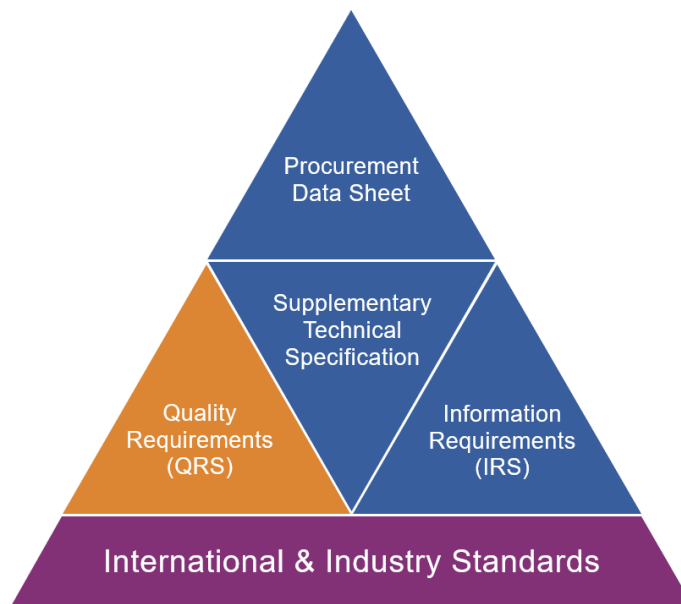 Procurement
Data Sheet
Supplementary
Technical
Specification
Quality
Requirements
(QRS)
Information
Requirements
(IRS)
International & Industry Standards